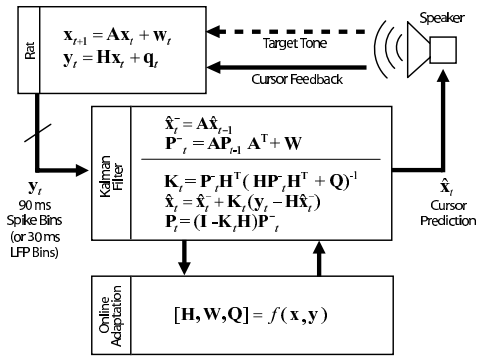 Rat
x_{t+1} = Ax_t + w_t
y_t = Hx_t + q_t
Target Tone
Cursor Feedback
Speaker
y_t
90 ms
Spike Bins
(or 30 ms
LFP Bins)
Kalman
Filter
x̂^-_t = Ax̂_{t-1}
P^-_t = AP_{t-1} A^T + W
K_t = P^-_t H^T ( HP^-_t H^T + Q)^{-1}
x̂_t = x̂^-_t + K_t (y_t - Hx̂^-_t)
P_t = (I - K_t H)P^-_t
x̂_t
Cursor
Prediction
Online
Adaptation
[H, W, Q] = f( x , y )